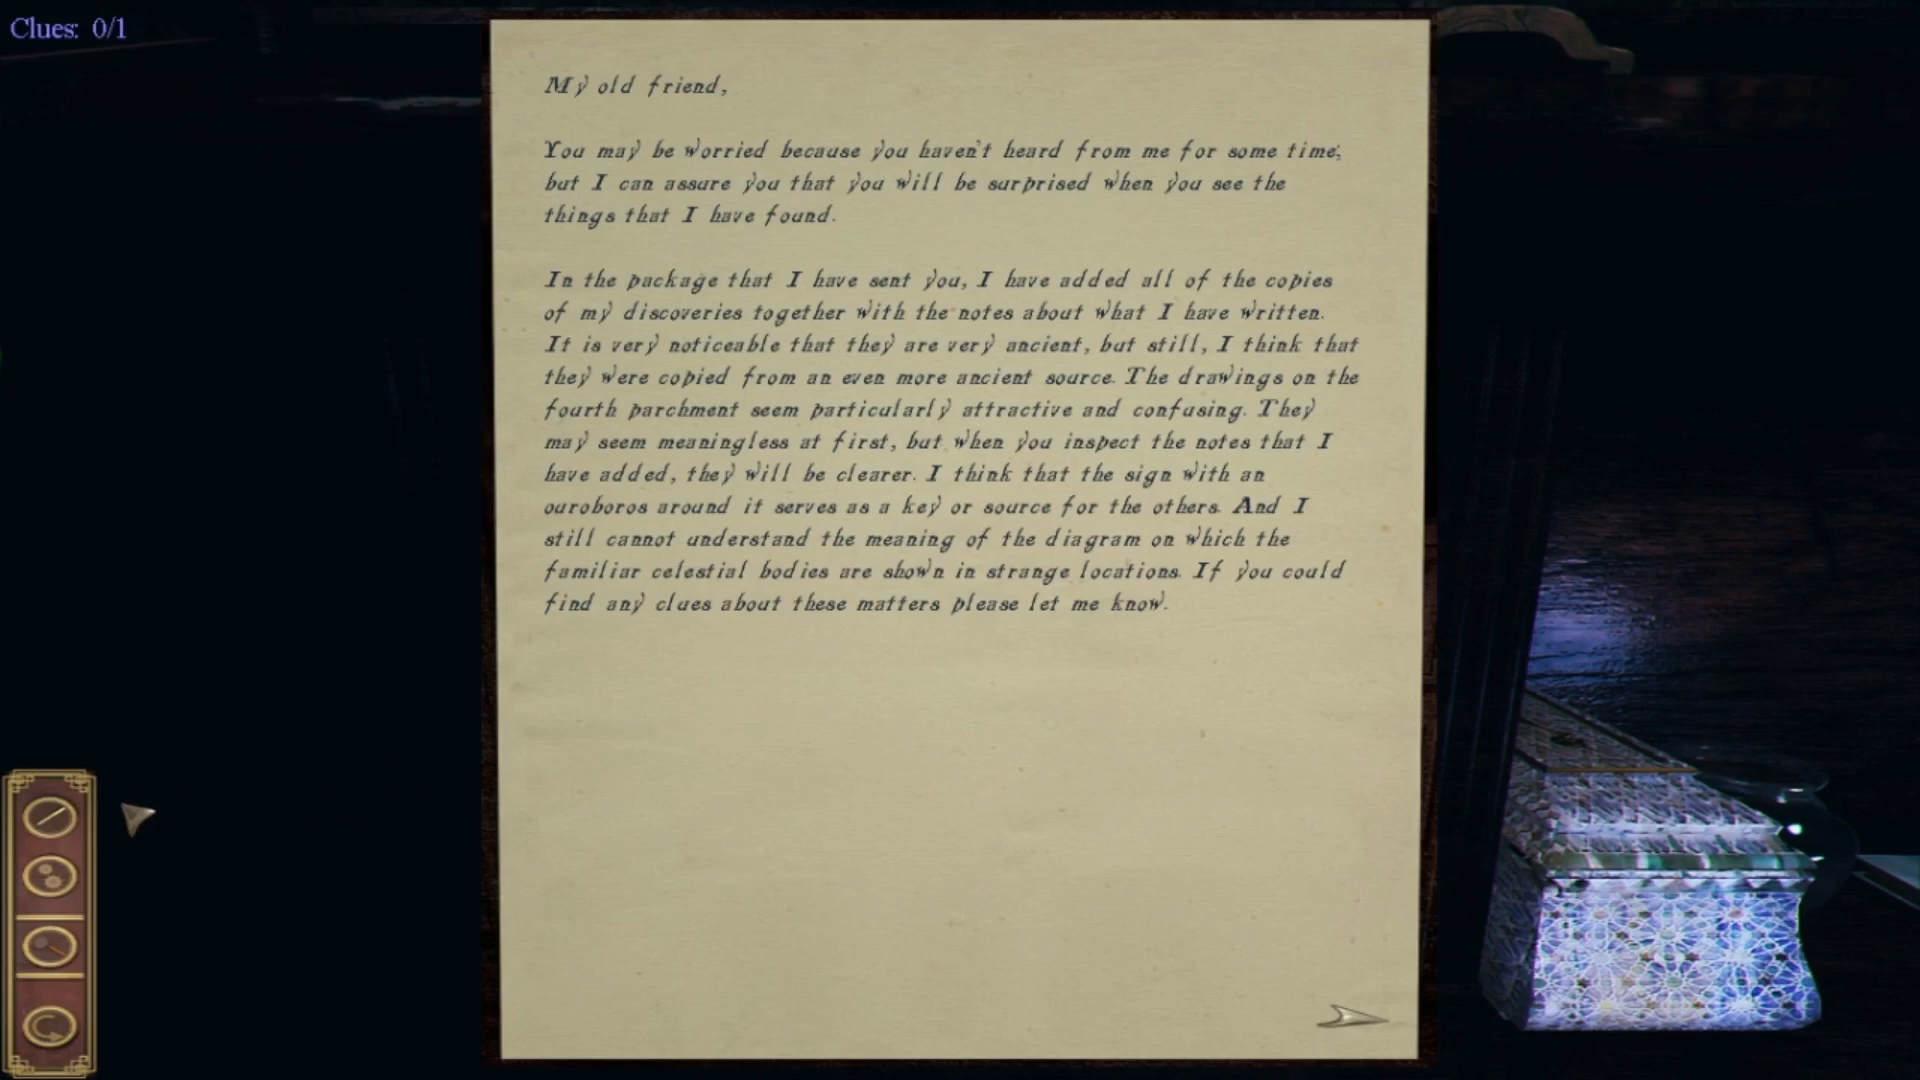 Clues: 0/1
My old friend,
You may be worried because you haven't heard from me for some time;
but I can assure you that you will be surprised when you see the
things that I have found.
In the package that I have sent you, I have added all of the copies
of my discoveries together with the notes about what I have written.
It is very noticeable that they are very ancient, but still, I think that
they were copied from an even more ancient source. The drawings on the
fourth parchment seem particularly attractive and confusing. They
may seem meaningless at first, but when you inspect the notes that I
have added, they will be clearer. I think that the sign with an
ouroboros around it serves as a key or source for the others. And I
still cannot understand the meaning of the diagram on which the
familiar celestial bodies are shown in strange locations. If you could
find any clues about these matters please let me know.